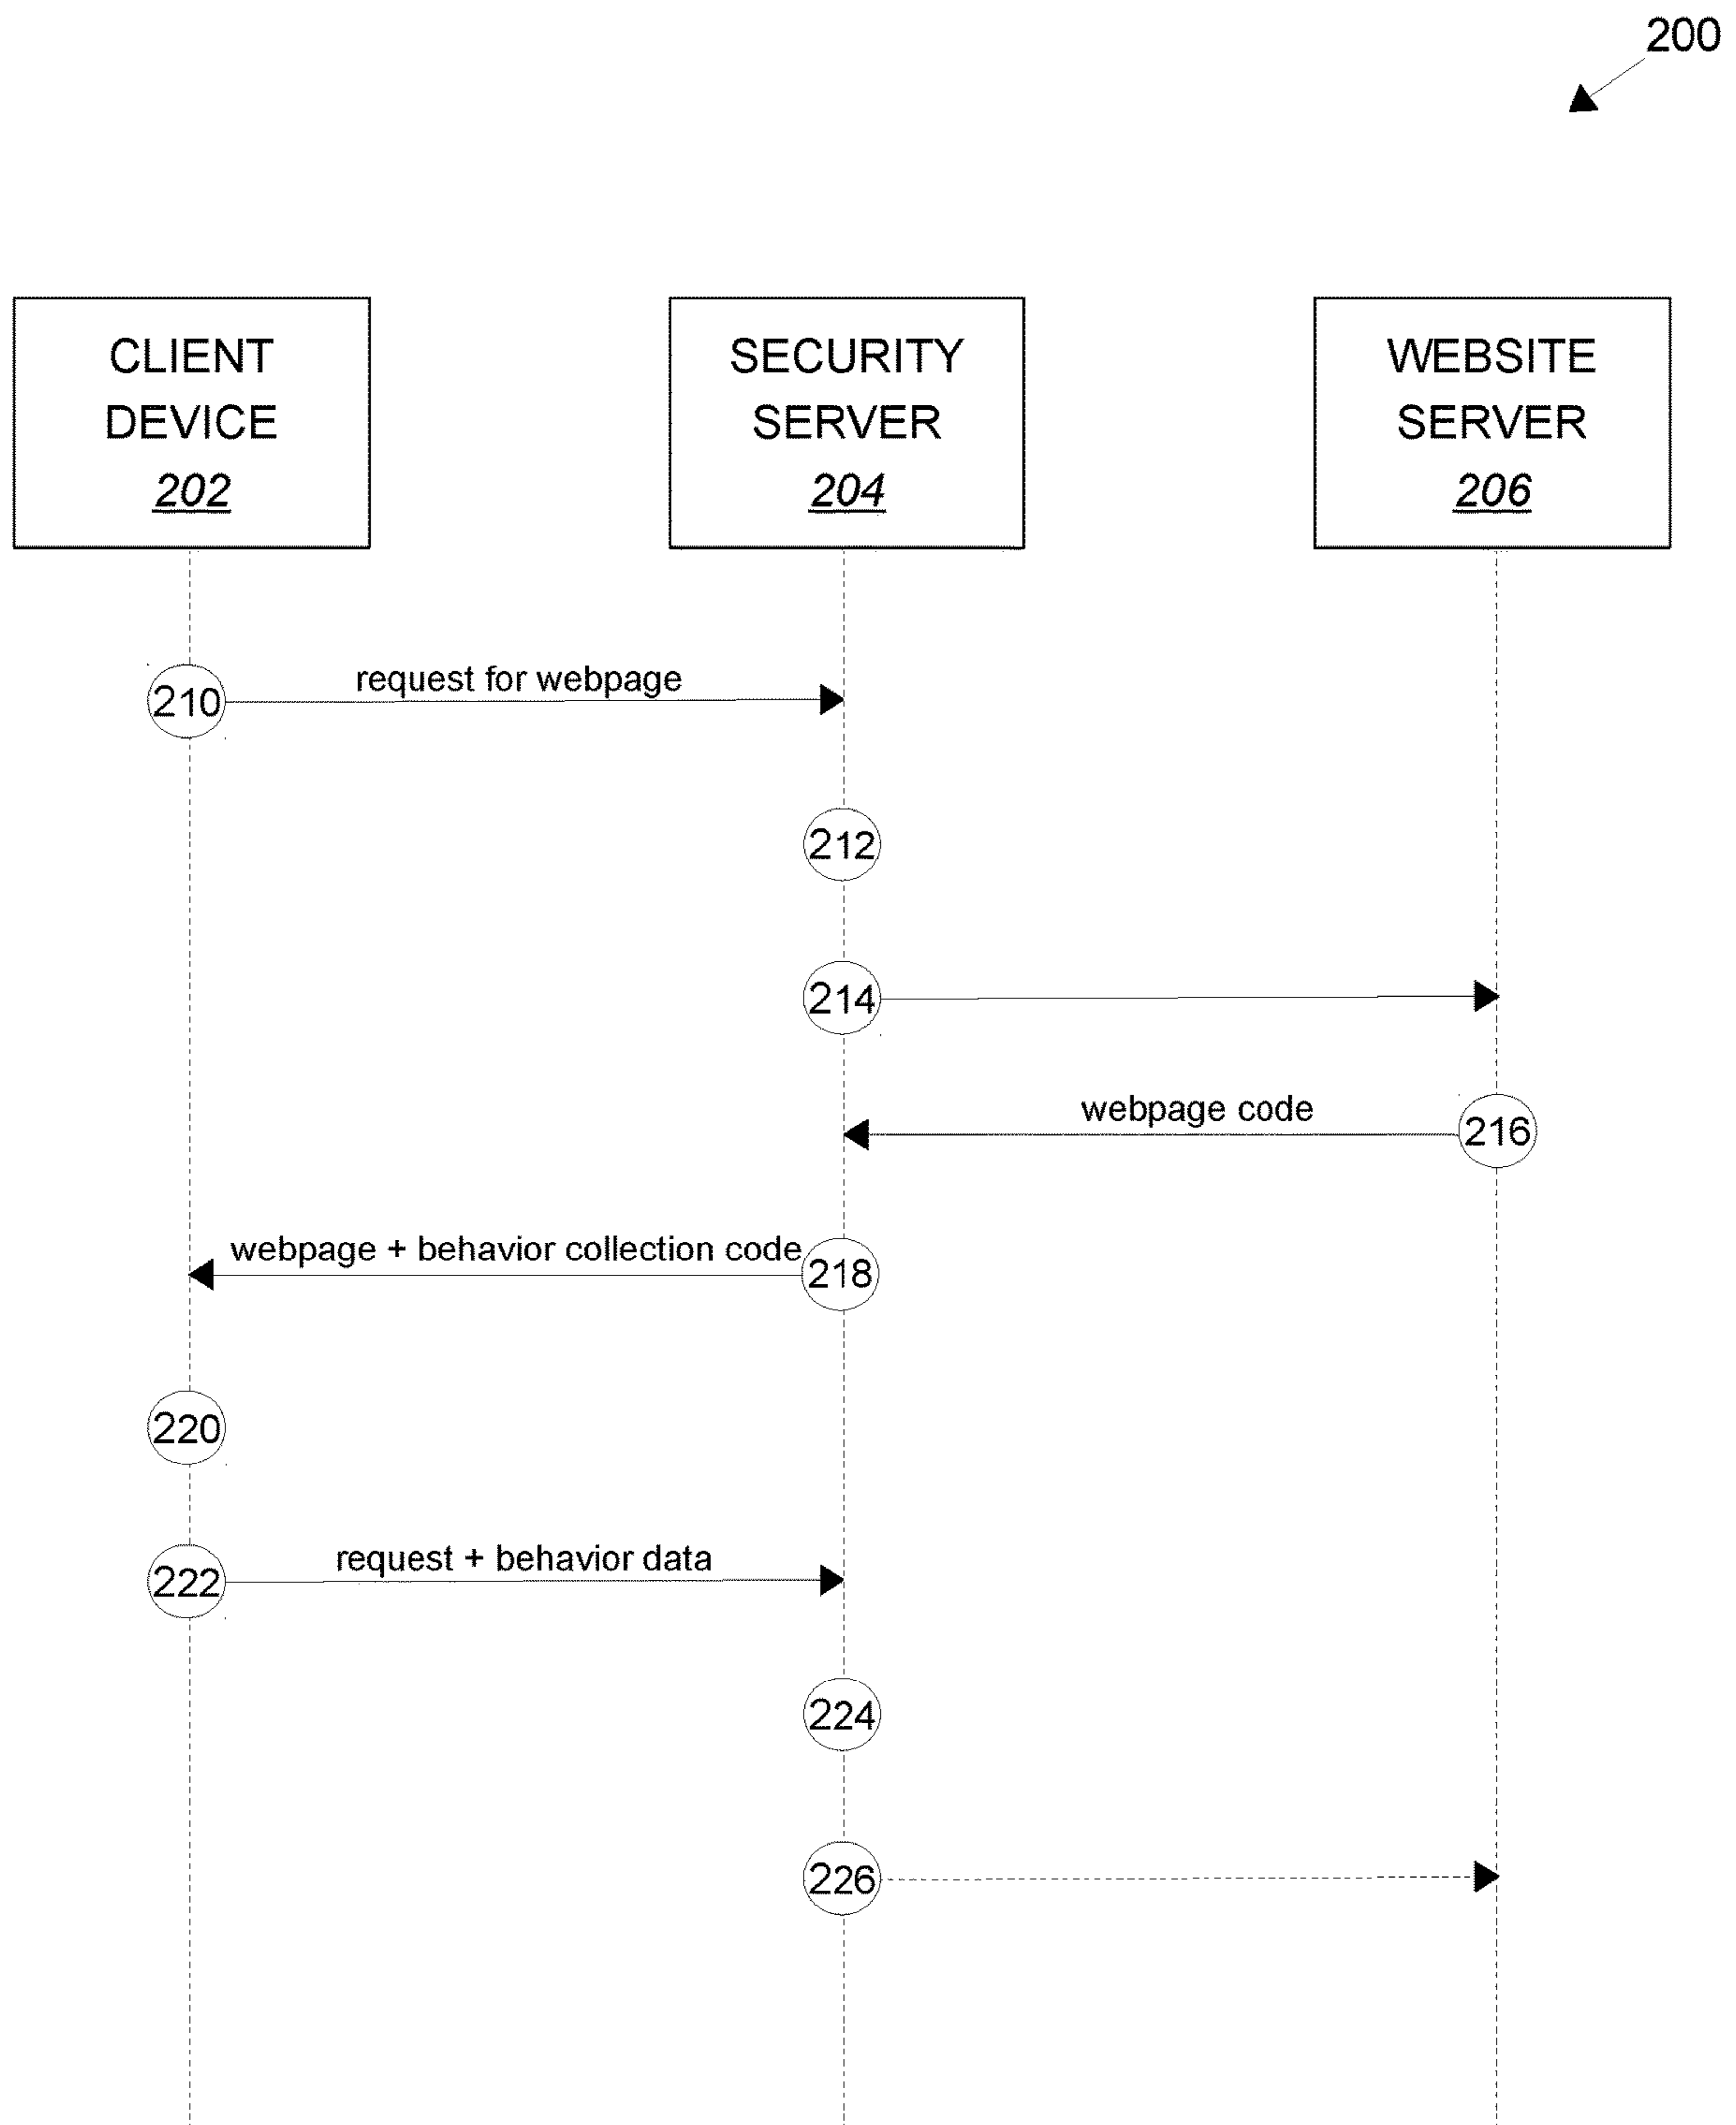 200
CLIENT
DEVICE
202
SECURITY
SERVER
204
WEBSITE
SERVER
206
210
request for webpage
212
214
webpage code
216
webpage + behavior collection code
218
220
222
request + behavior data
224
226